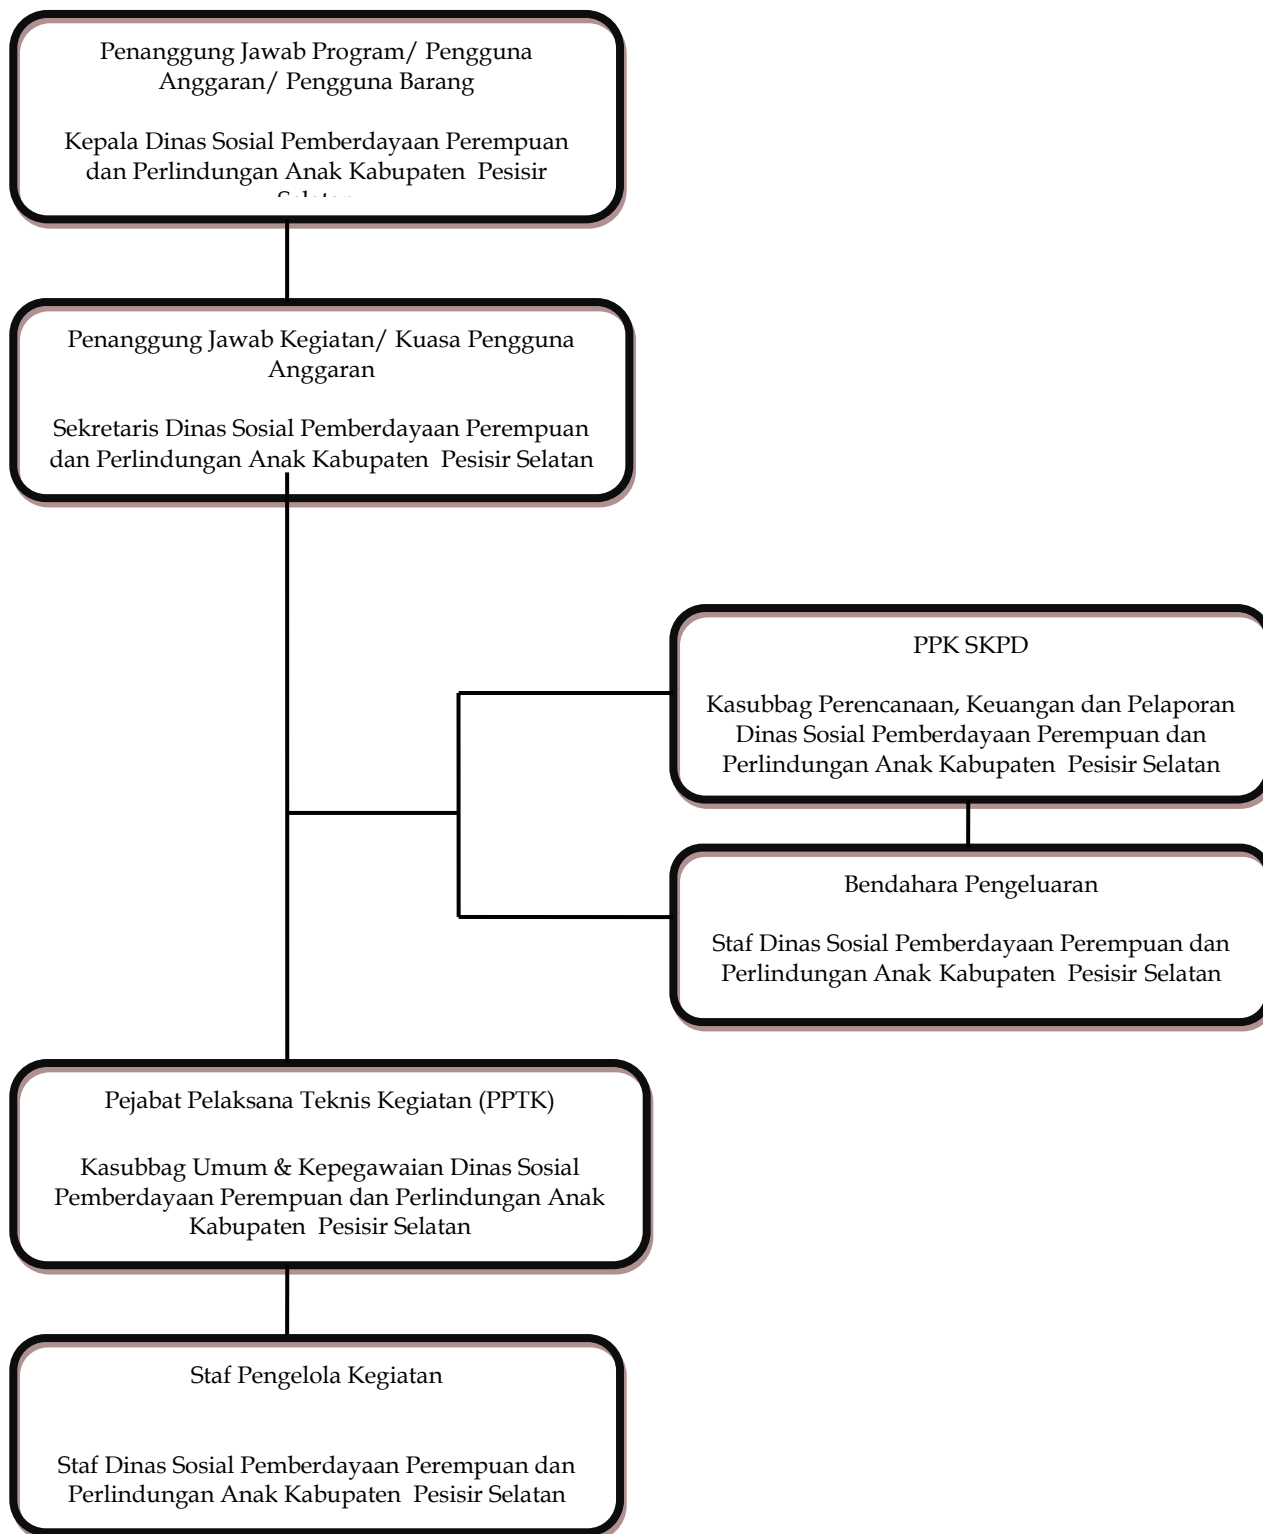 Penanggung Jawab Program/ Pengguna
Anggaran/ Pengguna Barang
Kepala Dinas Sosial Pemberdayaan Perempuan
dan Perlindungan Anak Kabupaten Pesisir
Penanggung Jawab Kegiatan/ Kuasa Pengguna
Anggaran
Sekretaris Dinas Sosial Pemberdayaan Perempuan
dan Perlindungan Anak Kabupaten Pesisir Selatan
PPK SKPD
Kasubbag Perencanaan, Keuangan dan Pelaporan
Dinas Sosial Pemberdayaan Perempuan dan
Perlindungan Anak Kabupaten Pesisir Selatan
Bendahara Pengeluaran
Staf Dinas Sosial Pemberdayaan Perempuan dan
Perlindungan Anak Kabupaten Pesisir Selatan
Pejabat Pelaksana Teknis Kegiatan (PPTK)
Kasubbag Umum & Kepegawaian Dinas Sosial
Pemberdayaan Perempuan dan Perlindungan Anak
Kabupaten Pesisir Selatan
Staf Pengelola Kegiatan
Staf Dinas Sosial Pemberdayaan Perempuan dan
Perlindungan Anak Kabupaten Pesisir Selatan